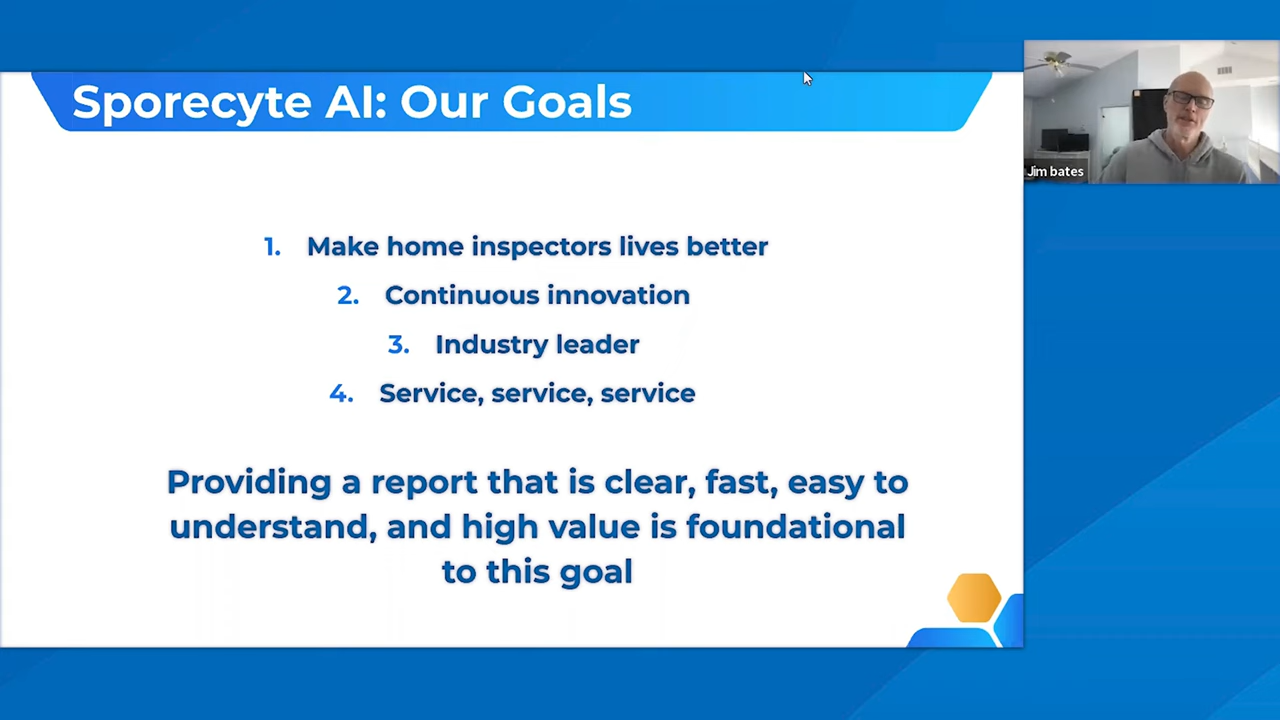 Sporecyte AI: Our Goals
Jim bates
1. Make home inspectors lives better
2. Continuous innovation
3. Industry leader
4. Service, service, service
Providing a report that is clear, fast, easy to
understand, and high value is foundational
to this goal